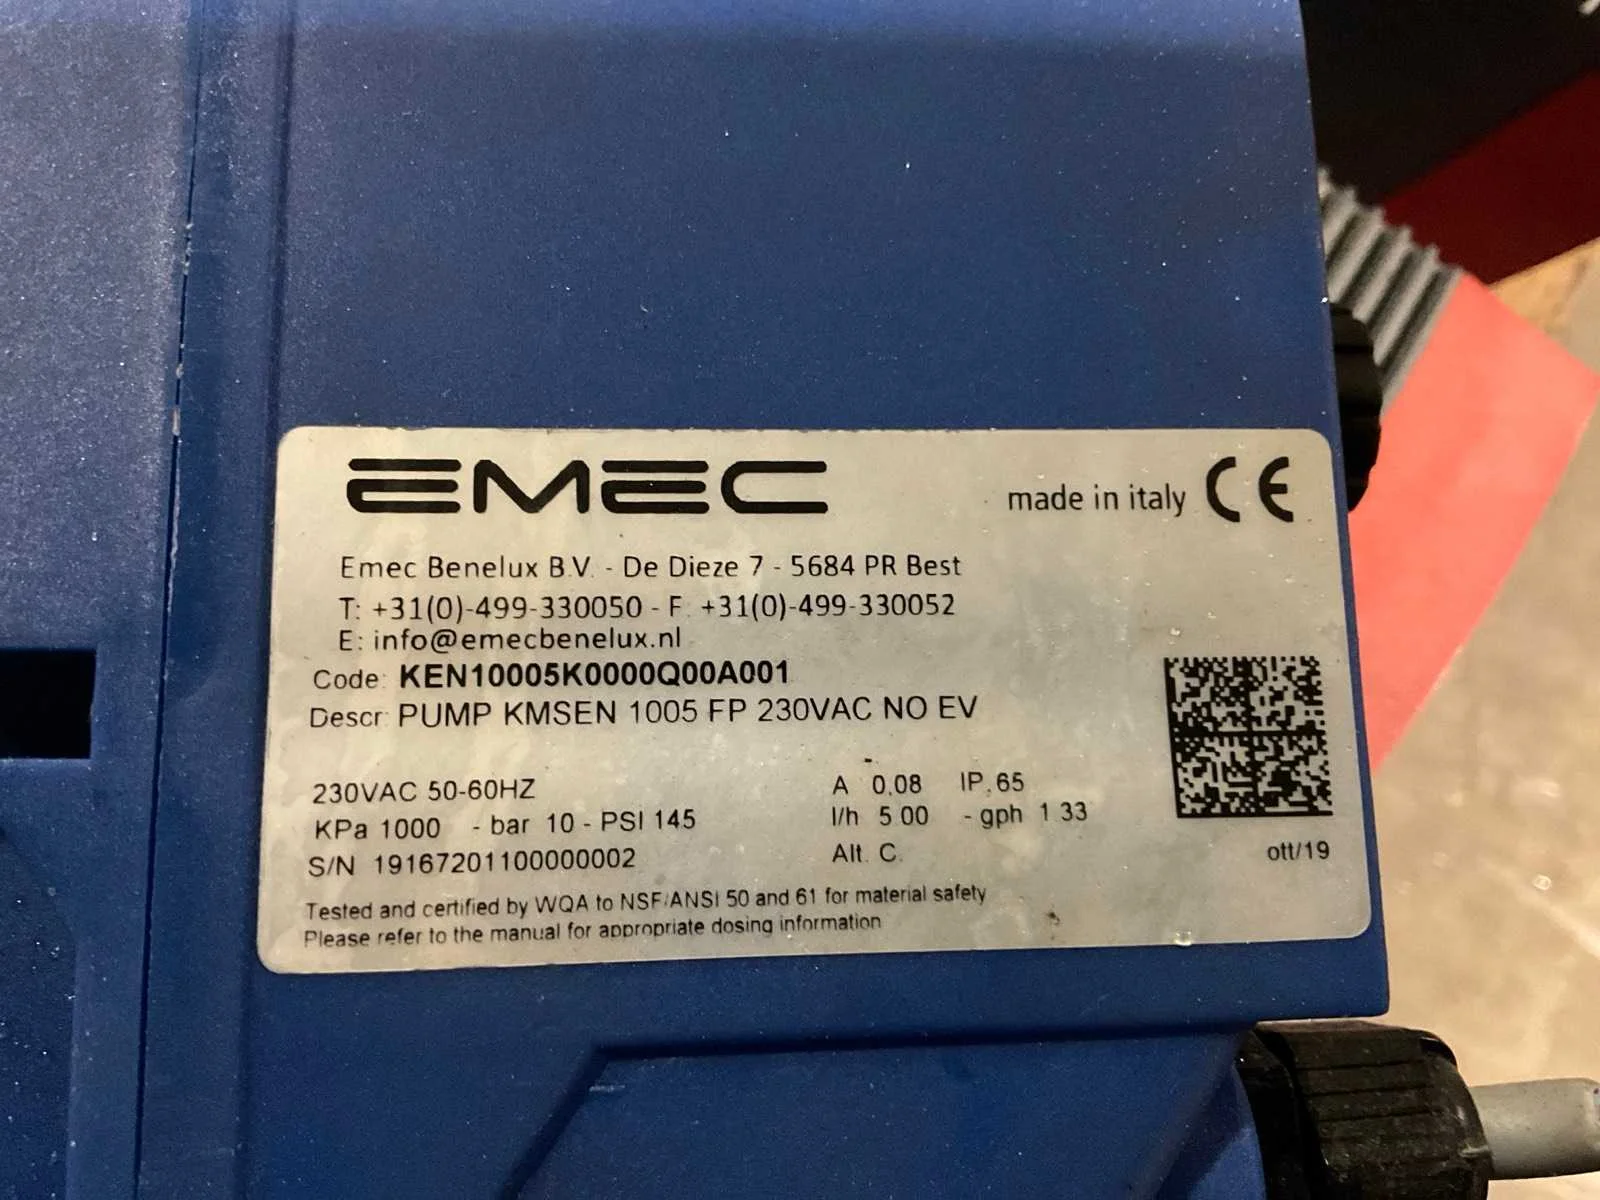 EMEC
made in italy CE
Emec Benelux B.V. - De Dieze 7 - 5684 PR Best
T: +31(0)-499-330050 - F: +31(0)-499-330052
E: info@emecbenelux.nl
Code: KEN10005K0000Q00A001
Descr: PUMP KMSEN 1005 FP 230VAC NO EV
230VAC 50-60HZ A 0.08 IP. 65
KPa 1000 - bar 10 - PSI 145 l/h 5.00 - gph 1.33
S/N 19167201100000002 Alt. C.
ott/19
Tested and certified by WQA to NSF/ANSI 50 and 61 for material safety
Please refer to the manual for appropriate dosing information